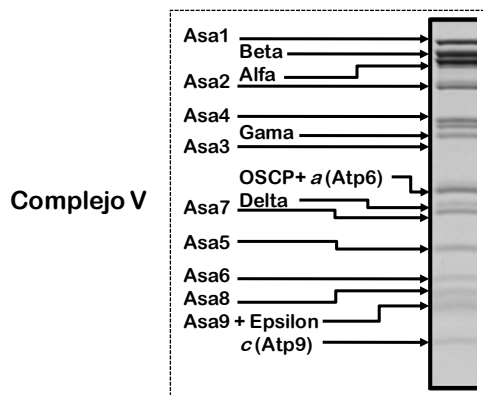 Asa1
Beta
Alfa
Asa2
Asa4
Gama
Asa3
OSCP+ a (Atp6)
Complejo V
Delta
Asa7
Asa5
Asa6
Asa8
Asa9 + Epsilon
c (Atp9)